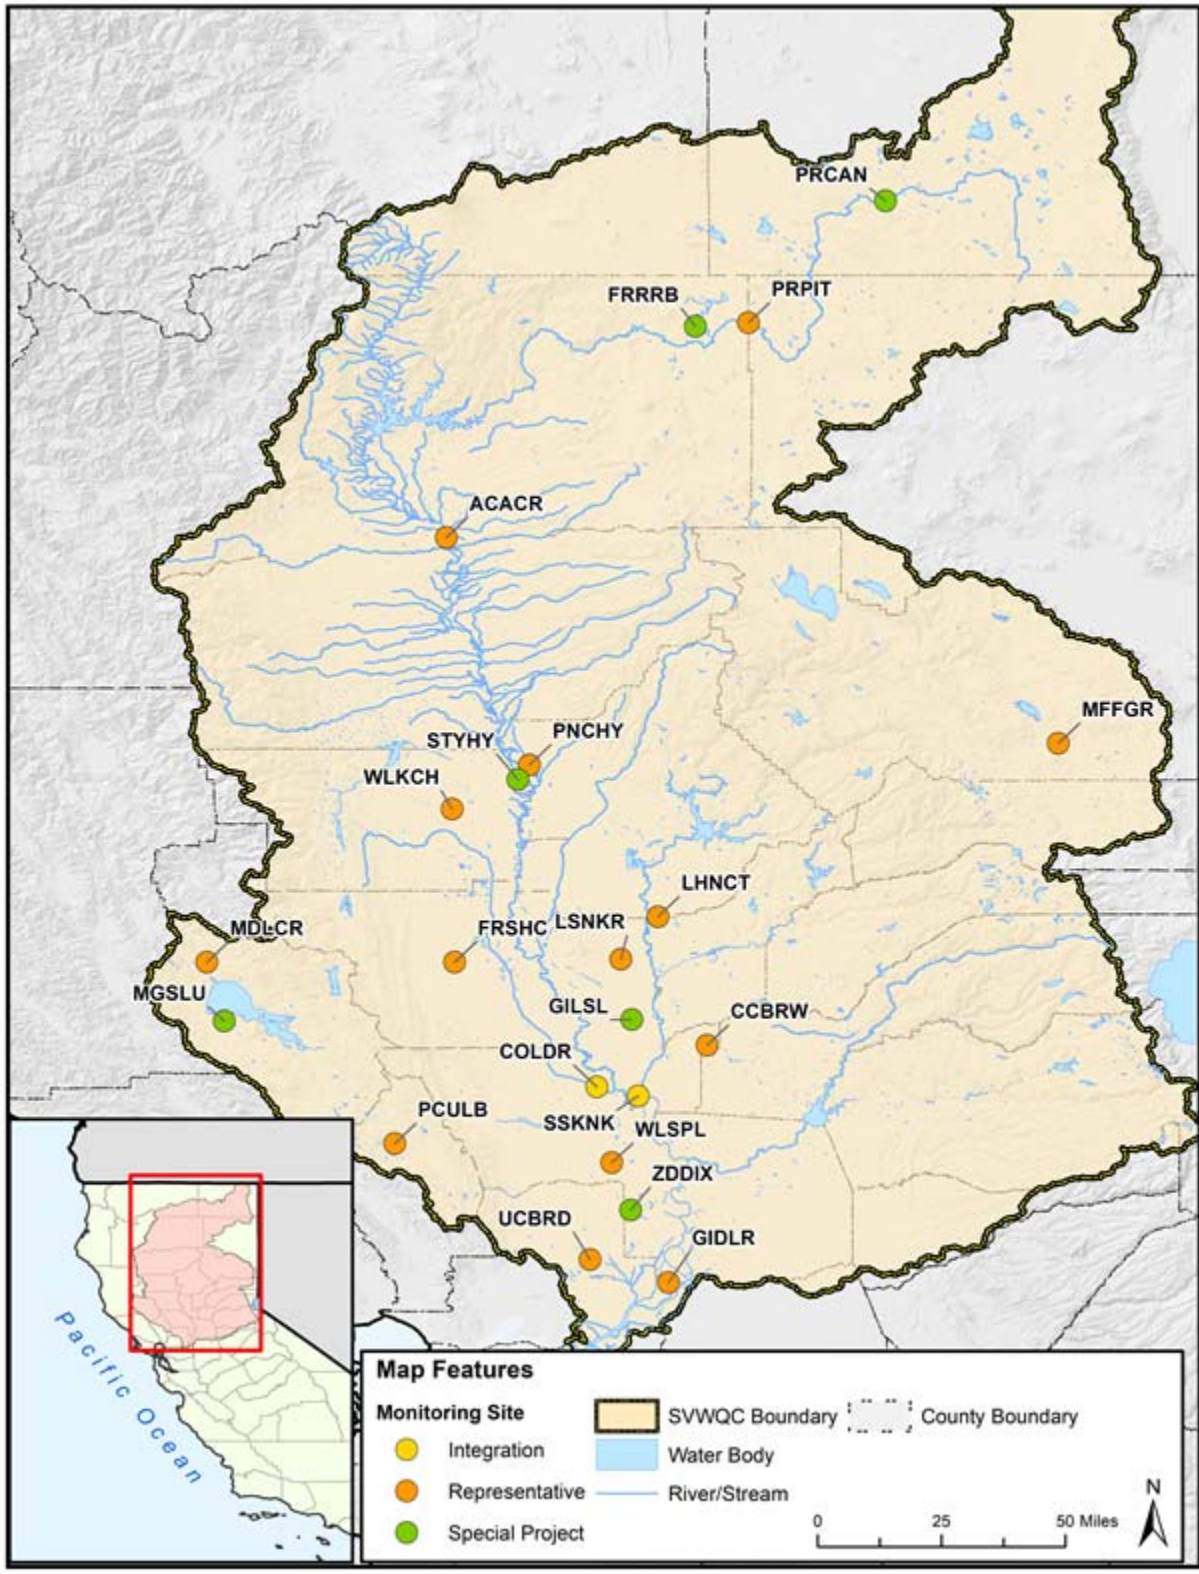 PRCAN
FRRRB
PRPIT
ACACR
MFFGR
PNCHY
STYHY
WLKCH
LHNCT
MDLCR
FRSHC
LSNKR
MGSLU
GILSL
CCBRW
COLDR
PCULB
SSKNK
WLSPL
ZDDIX
UCBRD
GIDLR
Pacific Ocean
Map Features
Monitoring Site
Integration
Representative
Special Project
SVWQC Boundary
Water Body
River/Stream
County Boundary
N
0 25 50 Miles